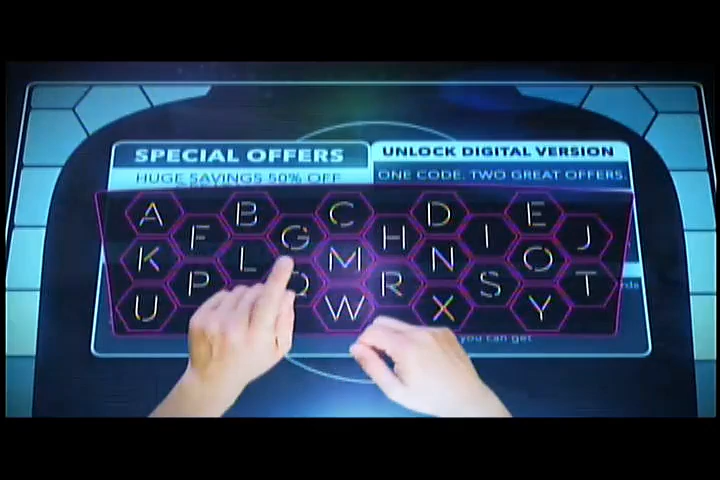 SPECIAL OFFERS
UNLOCK DIGITAL VERSION
HUGE SAVINGS 50% OFF
ONE CODE. TWO GREAT OFFERS.
A B C D E
F G H I J
K L M N O
P Q R S T
U W X Y
you can get